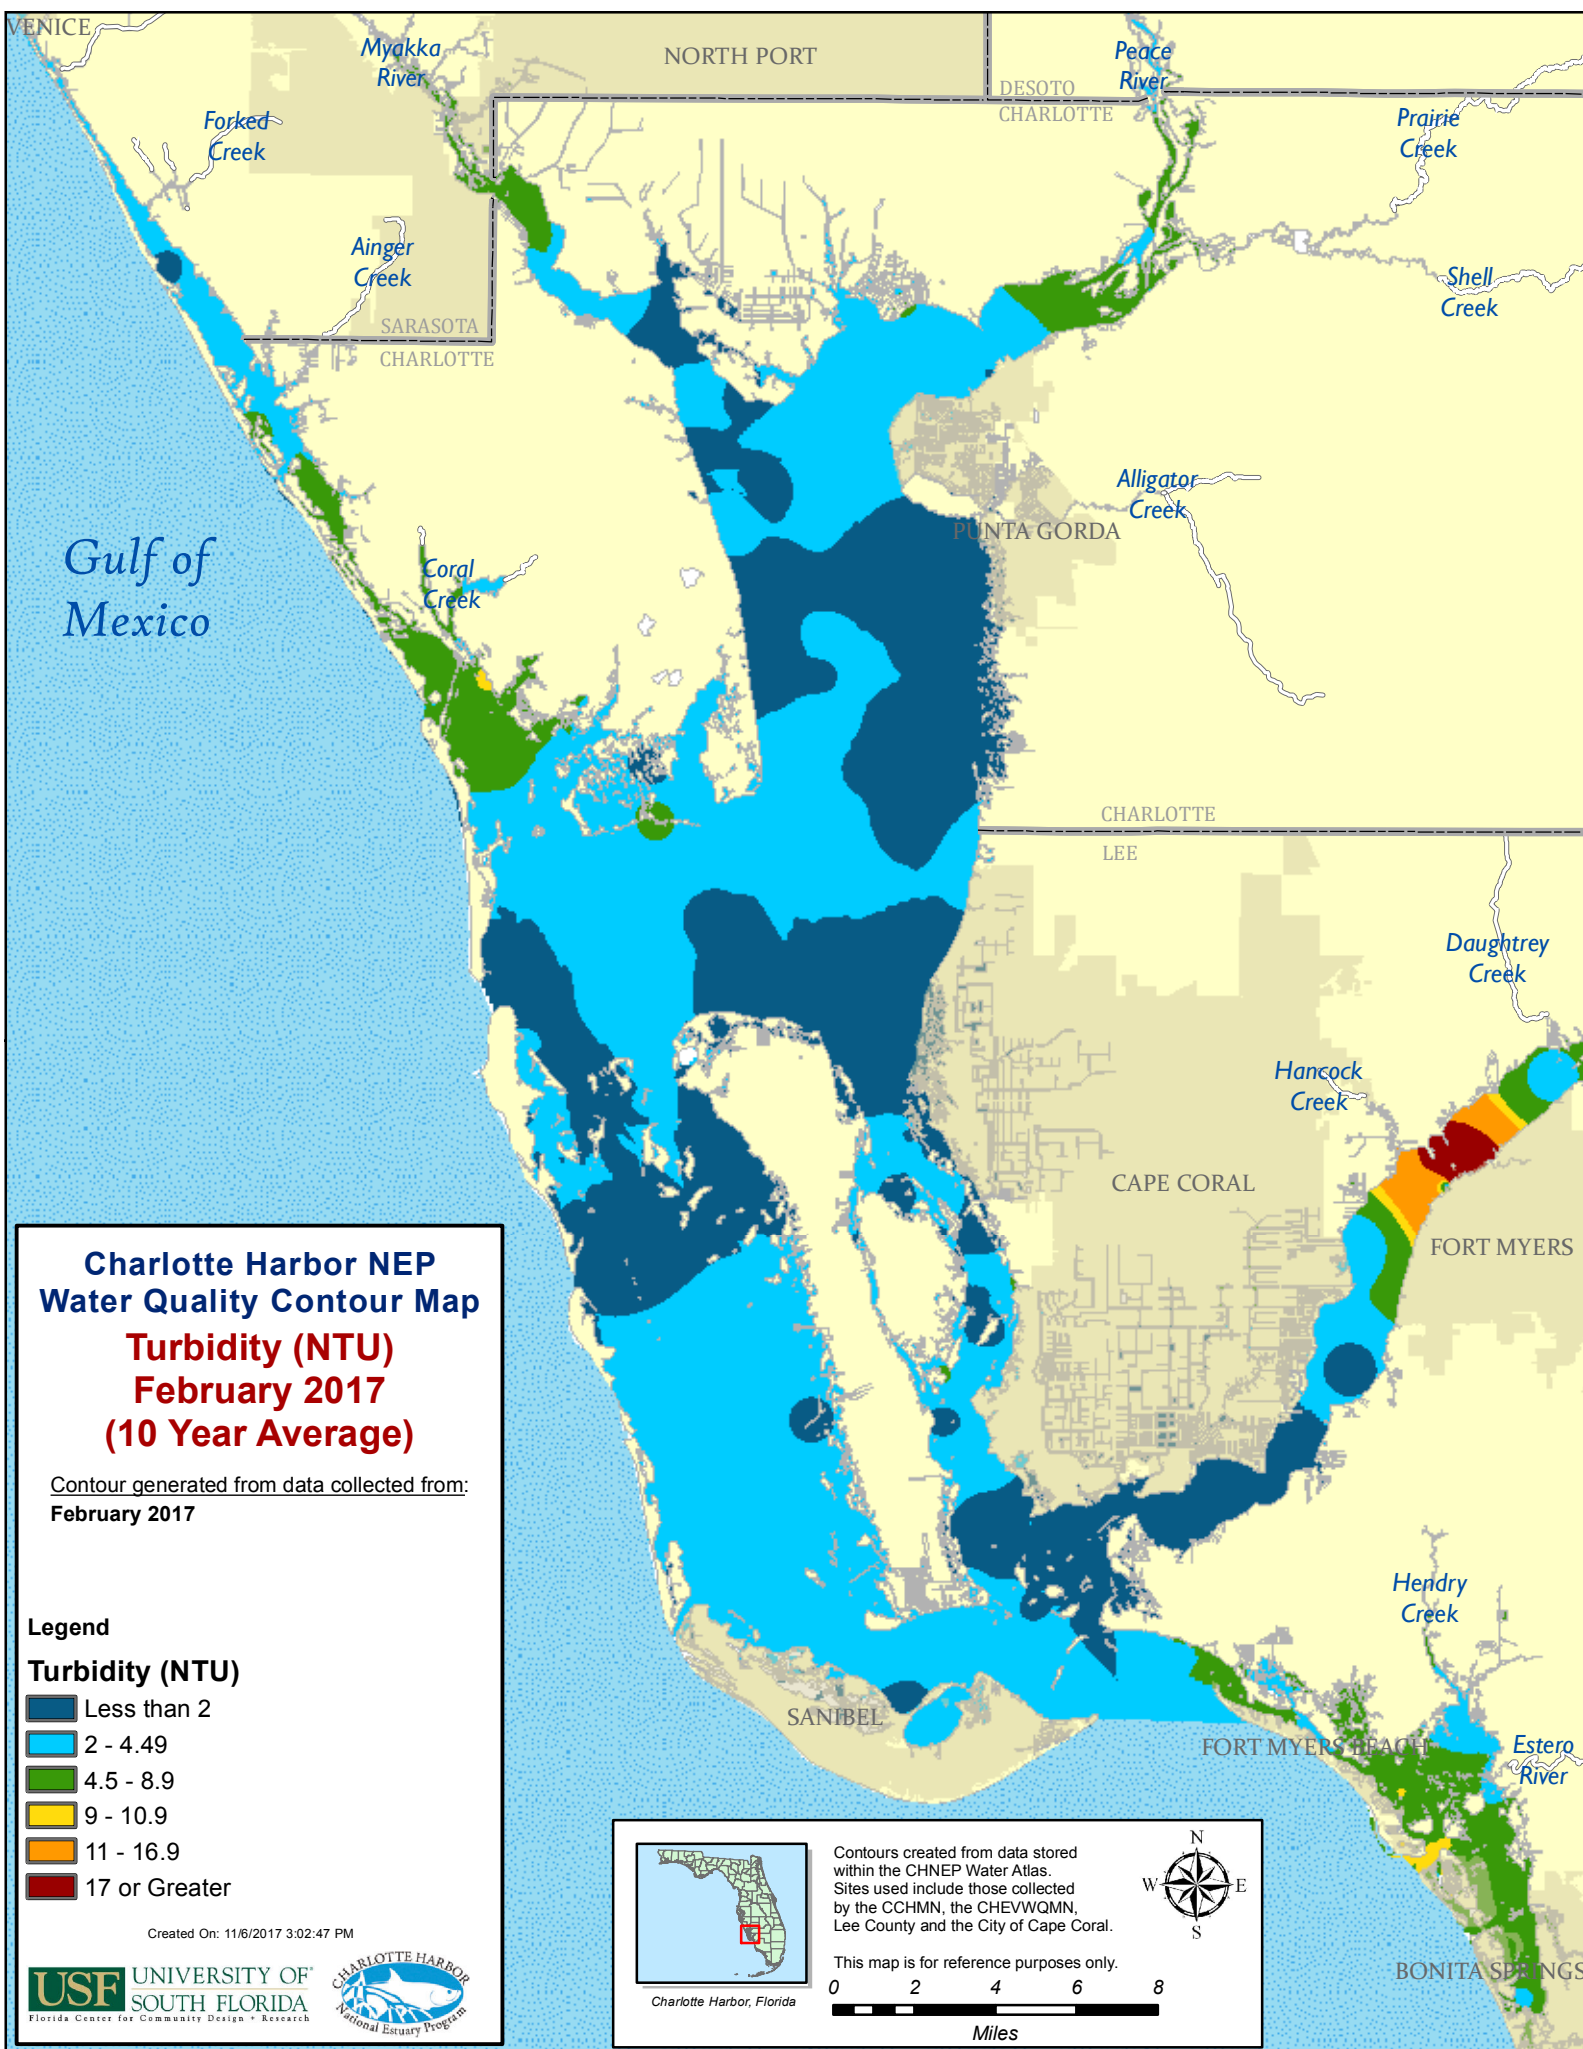 VENICE
Myakka
River
NORTH PORT
Peace
River
DESOTO
CHARLOTTE
Forked
Creek
Prairie
Creek
Ainger
Creek
Shell
Creek
SARASOTA
CHARLOTTE
Alligator
Creek
PUNTA GORDA
Gulf of
Mexico
Coral
Creek
CHARLOTTE
LEE
Daughtrey
Creek
Hancock
Creek
CAPE CORAL
FORT MYERS
Hendry
Creek
SANIBEL
FORT MYERS BEACH
Estero
River
BONITA SPRINGS
Charlotte Harbor NEP
Water Quality Contour Map
Turbidity (NTU)
February 2017
(10 Year Average)
Contour generated from data collected from:
February 2017
Legend
Turbidity (NTU)
Less than 2
2 - 4.49
4.5 - 8.9
9 - 10.9
11 - 16.9
17 or Greater
Created On: 11/6/2017 3:02:47 PM
USF UNIVERSITY OF
SOUTH FLORIDA
Florida Center for Community Design + Research
CHARLOTTE HARBOR
National Estuary Program
Charlotte Harbor, Florida
Contours created from data stored
within the CHNEP Water Atlas.
Sites used include those collected
by the CCHMN, the CHEVWQMN,
Lee County and the City of Cape Coral.
This map is for reference purposes only.
N
W E
S
0 2 4 6 8
Miles